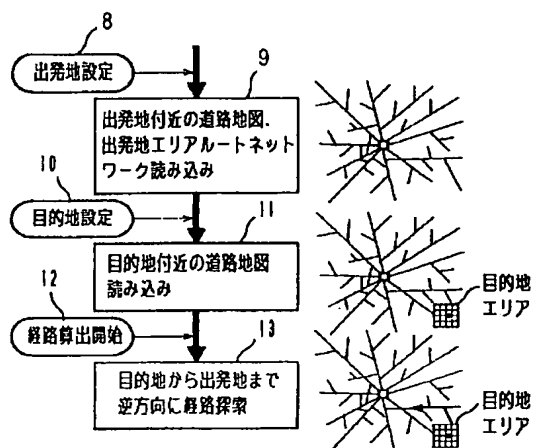 8
出発地設定
9
出発地付近の道路地図.
出発地エリアルートネット
ワーク読み込み
10
目的地設定
11
目的地付近の道路地図
読み込み
目的地
エリア
12
経路算出開始
13
目的地から出発地まで
逆方向に経路探索
目的地
エリア